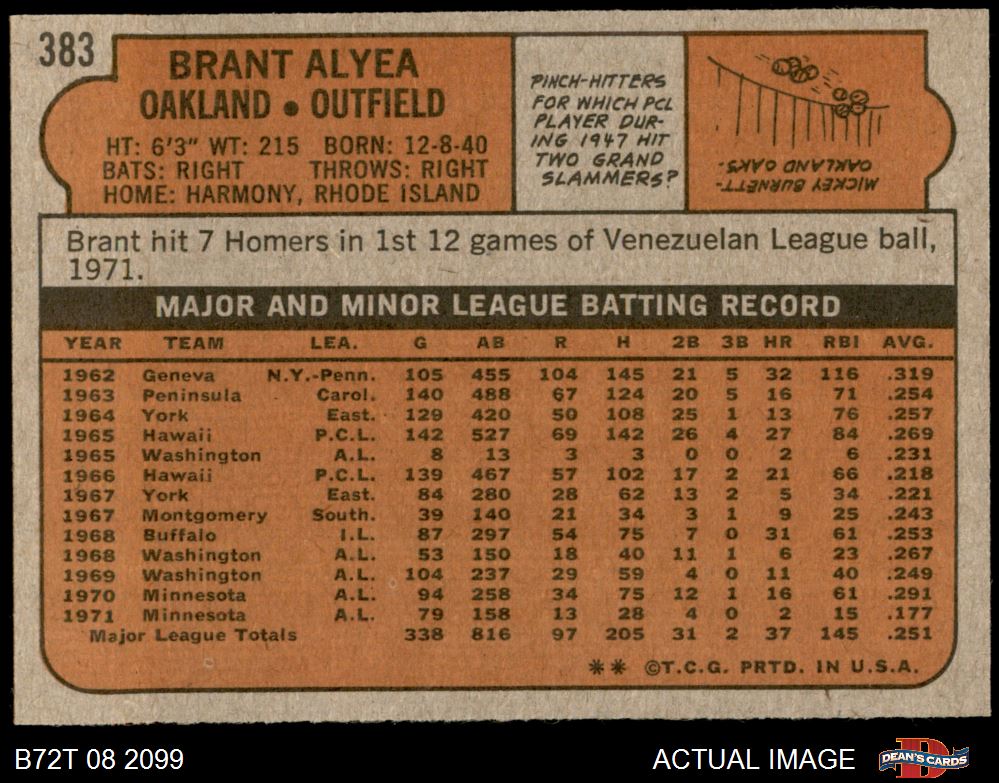 383
BRANT ALYEA
OAKLAND • OUTFIELD
HT: 6'3" WT: 215 BORN: 12-8-40
BATS: RIGHT THROWS: RIGHT
HOME: HARMONY, RHODE ISLAND
PINCH-HITTERS
FOR WHICH PCL
PLAYER DUR-
ING 1947 HIT
TWO GRAND
SLAMMERS?
MICKEY BURNETT--
OAKLAND OAKS.
Brant hit 7 Homers in 1st 12 games of Venezuelan League ball,
1971.
MAJOR AND MINOR LEAGUE BATTING RECORD
YEAR TEAM LEA. G AB R H 2B 3B HR RBI AVG.
1962 Geneva N.Y.-Penn. 105 455 104 145 21 5 32 116 .319
1963 Peninsula Carol. 140 488 67 124 20 5 16 71 .254
1964 York East. 129 420 50 108 25 1 13 76 .257
1965 Hawaii P.C.L. 142 527 69 142 26 4 27 84 .269
1965 Washington A.L. 8 13 3 3 0 0 2 6 .231
1966 Hawaii P.C.L. 139 467 57 102 17 2 21 66 .218
1967 York East. 84 280 28 62 13 2 5 34 .221
1967 Montgomery South. 39 140 21 34 3 1 9 25 .243
1968 Buffalo I.L. 87 297 54 75 7 0 31 61 .253
1968 Washington A.L. 53 150 18 40 11 1 6 23 .267
1969 Washington A.L. 104 237 29 59 4 0 11 40 .249
1970 Minnesota A.L. 94 258 34 75 12 1 16 61 .291
1971 Minnesota A.L. 79 158 13 28 4 0 2 15 .177
Major League Totals 338 816 97 205 31 2 37 145 .251
** ©T.C.G. PRTD. IN U.S.A.
B72T 08 2099
ACTUAL IMAGE
DEAN'S CARDS